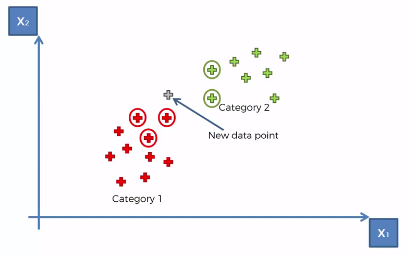 X2
Category 2
New data point
Category 1
X1